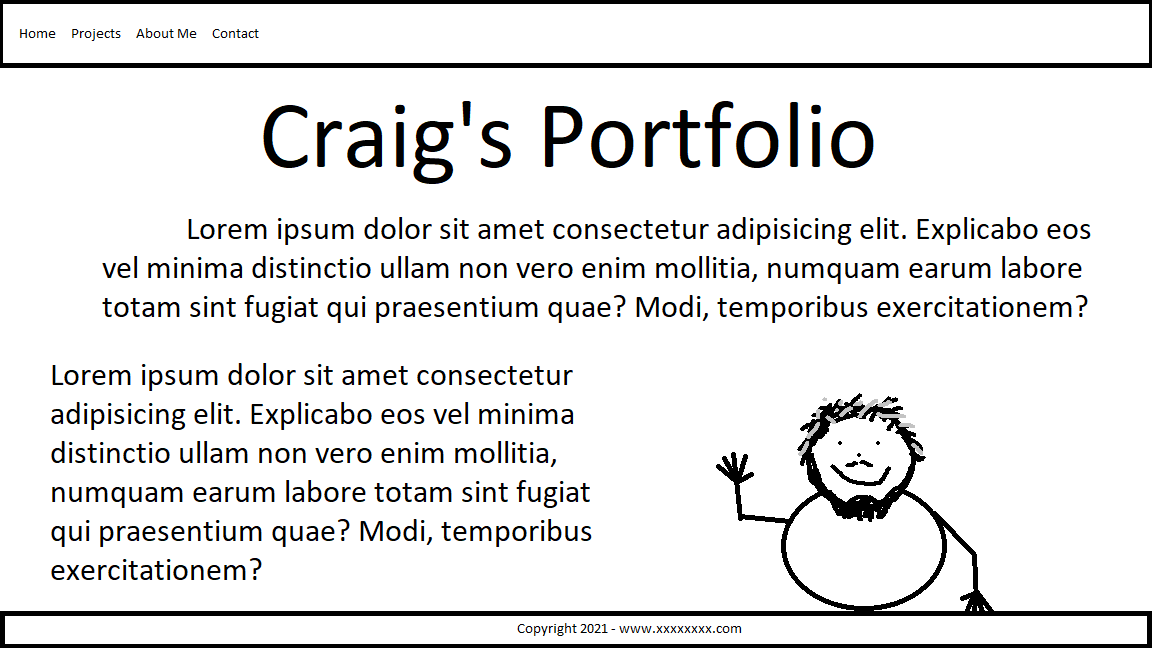 Home Projects About Me Contact
Craig's Portfolio
Lorem ipsum dolor sit amet consectetur adipisicing elit. Explicabo eos
vel minima distinctio ullam non vero enim mollitia, numquam earum labore
totam sint fugiat qui praesentium quae? Modi, temporibus exercitationem?
Lorem ipsum dolor sit amet consectetur
adipisicing elit. Explicabo eos vel minima
distinctio ullam non vero enim mollitia,
numquam earum labore totam sint fugiat
qui praesentium quae? Modi, temporibus
exercitationem?
Copyright 2021 - www.xxxxxxxx.com